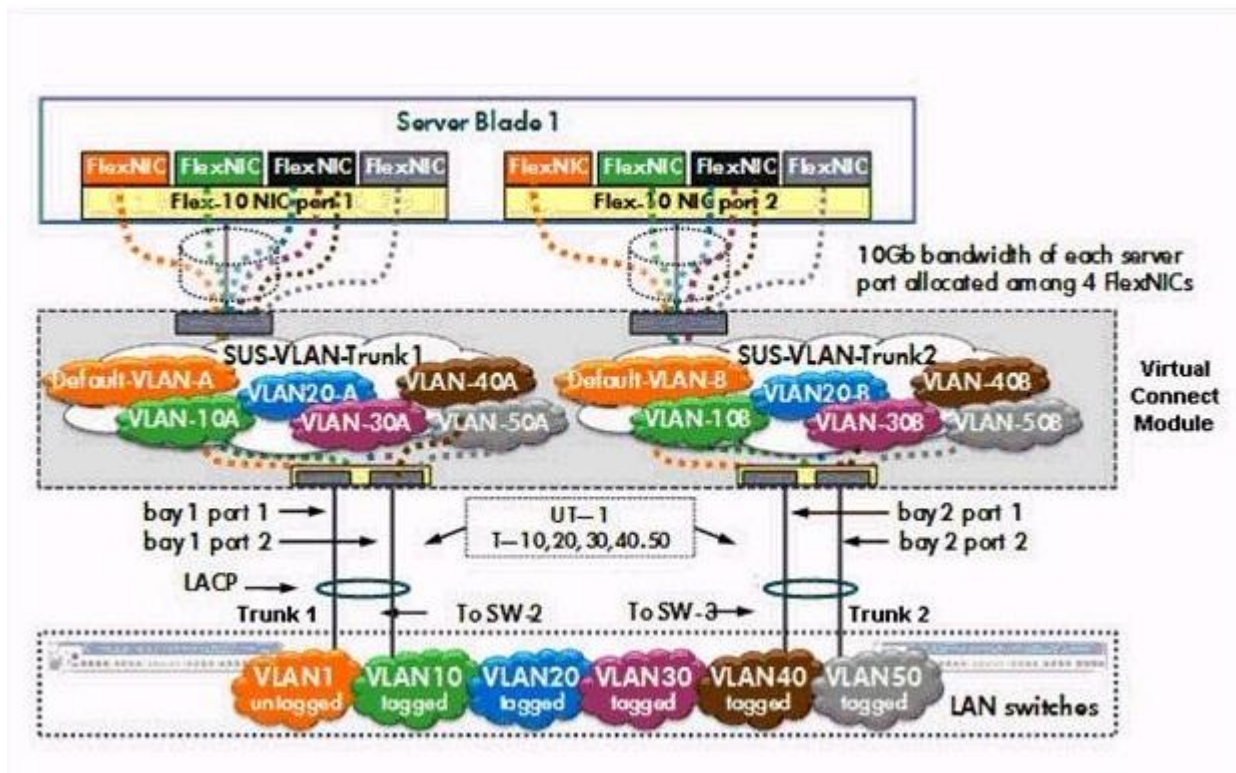 Server Blade 1
FlexNIC FlexNIC FlexNIC FlexNIC
Flex-10 NIC port 1
FlexNIC FlexNIC FlexNIC FlexNIC
Flex-10 NIC port 2
10Gb bandwidth of each server
port allocated among 4 FlexNICs
SUS-VLAN-Trunk1
Default-VLAN-A
VLAN20-A
VLAN-40A
VLAN-10A
VLAN-30A
VLAN-50A
SUS-VLAN-Trunk2
Default-VLAN-B
VLAN20-B
VLAN-40B
VLAN-10B
VLAN-30B
VLAN-50B
Virtual
Connect
Module
bay 1 port 1
bay 1 port 2
UT—1
T—10,20,30,40.50
bay 2 port 1
bay 2 port 2
LACP
Trunk 1
To SW-2
To SW-3
Trunk 2
VLAN1
untagged
VLAN10
tagged
VLAN20
tagged
VLAN30
tagged
VLAN40
tagged
VLAN50
tagged
LAN switches